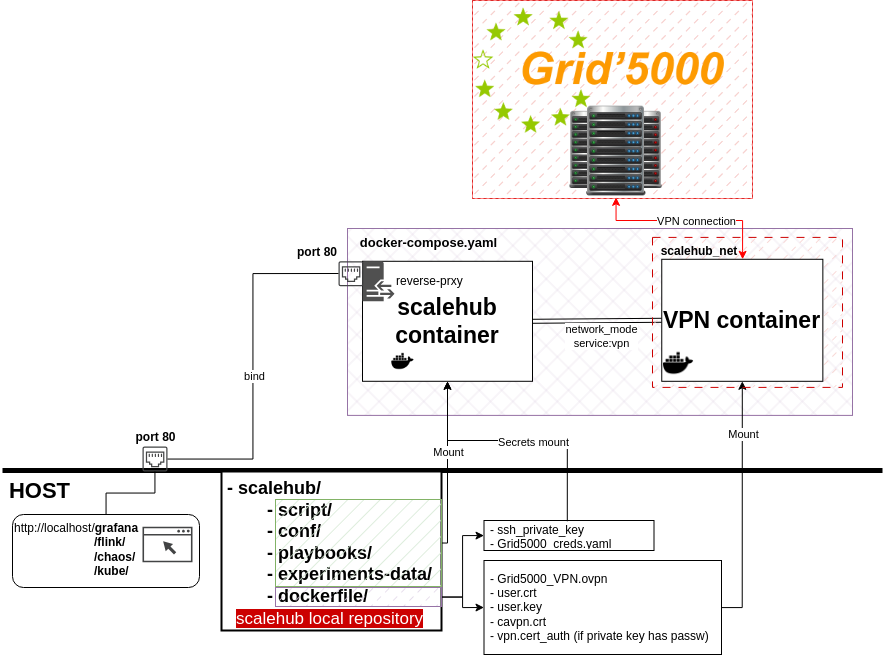 Grid’5000
VPN connection
docker-compose.yaml
scalehub_net
port 80
reverse-prxy
scalehub
container
VPN container
network_mode
service:vpn
bind
port 80
Mount
Secrets mount
Mount
HOST
http://localhost/grafana
/flink/
/chaos/
/kube/
- scalehub/
- script/
- conf/
- playbooks/
- experiments-data/
- dockerfile/
scalehub local repository
- ssh_private_key
- Grid5000_creds.yaml
- Grid5000_VPN.ovpn
- user.crt
- user.key
- cavpn.crt
- vpn.cert_auth (if private key has passw)